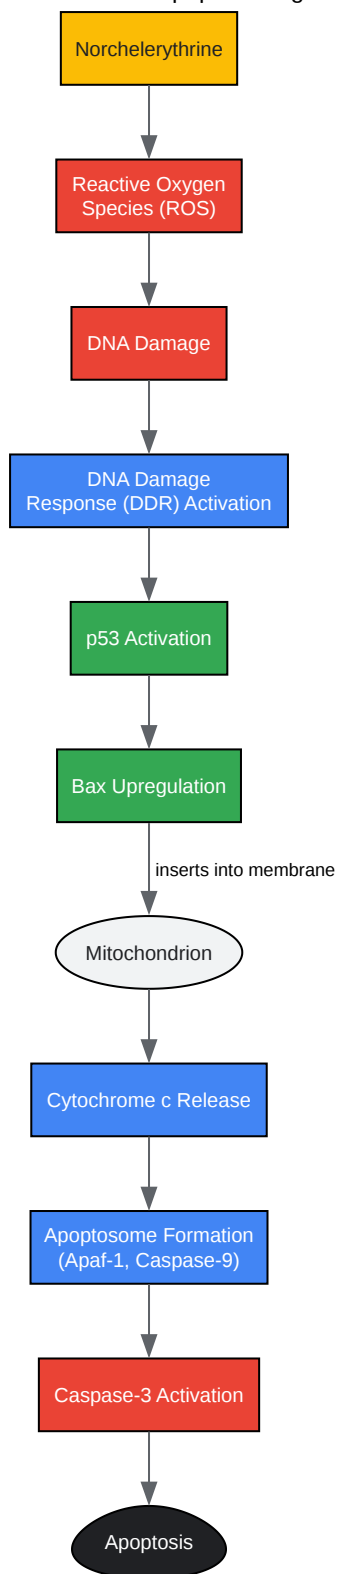 Norchelerythrine
Reactive Oxygen
Species (ROS)
DNA Damage
DNA Damage
Response (DDR) Activation
p53 Activation
Bax Upregulation
inserts into membrane
Mitochondrion
Cytochrome c Release
Apoptosome Formation
(Apaf-1, Caspase-9)
Caspase-3 Activation
Apoptosis